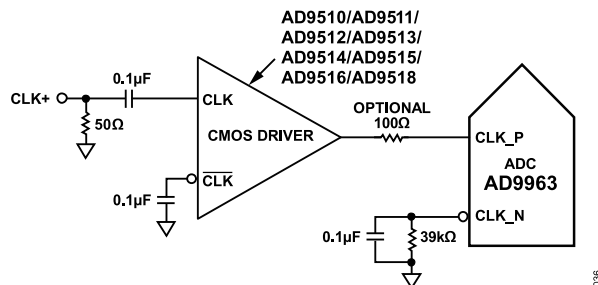 AD9510/AD9511/
AD9512/AD9513/
AD9514/AD9515/
AD9516/AD9518
0.1µF
CLK+
50Ω
CLK
CMOS DRIVER
CLK
0.1µF
OPTIONAL
100Ω
CLK_P
ADC
AD9963
CLK_N
0.1µF
39kΩ
036